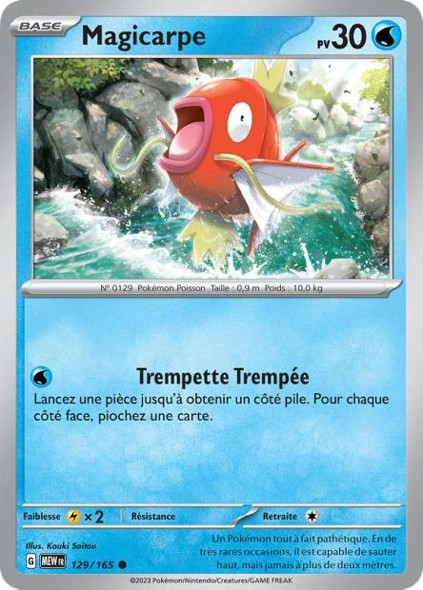 BASE
Magicarpe
PV 30
N° 0129 Pokémon Poisson Taille : 0,9 m Poids : 10,0 kg
Trempette Trempée
Lancez une pièce jusqu'à obtenir un côté pile. Pour chaque
côté face, piochez une carte.
Faiblesse ×2 Résistance Retraite
Illus. Kouki Saitou
G MEW FR 129/165
Un Pokémon tout à fait pathétique. En de
très rares occasions, il est capable de sauter
haut, mais jamais à plus de deux mètres.
©2023 Pokémon/Nintendo/Creatures/GAME FREAK